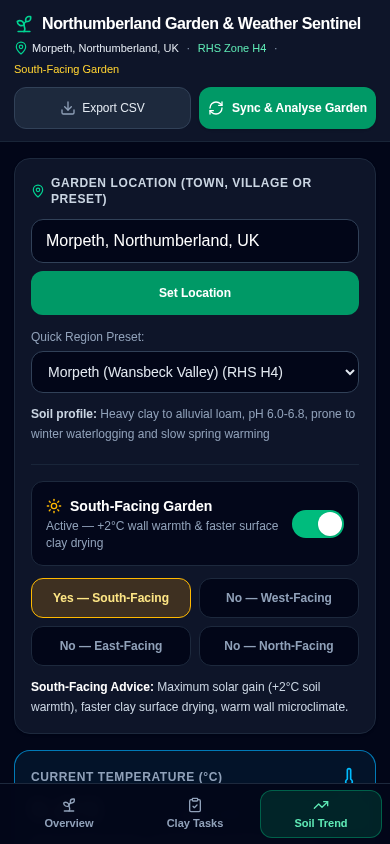 Northumberland Garden & Weather Sentinel
Morpeth, Northumberland, UK · RHS Zone H4 ·
South-Facing Garden
Export CSV
Sync & Analyse Garden
GARDEN LOCATION (TOWN, VILLAGE OR
PRESET)
Morpeth, Northumberland, UK
Set Location
Quick Region Preset:
Morpeth (Wansbeck Valley) (RHS H4)
Soil profile: Heavy clay to alluvial loam, pH 6.0-6.8, prone to
winter waterlogging and slow spring warming
South-Facing Garden
Active — +2°C wall warmth & faster surface
clay drying
Yes — South-Facing
No — West-Facing
No — East-Facing
No — North-Facing
South-Facing Advice: Maximum solar gain (+2°C soil
warmth), faster clay surface drying, warm wall microclimate.
CURRENT TEMPERATURE (°C)
Overview
Clay Tasks
Soil Trend